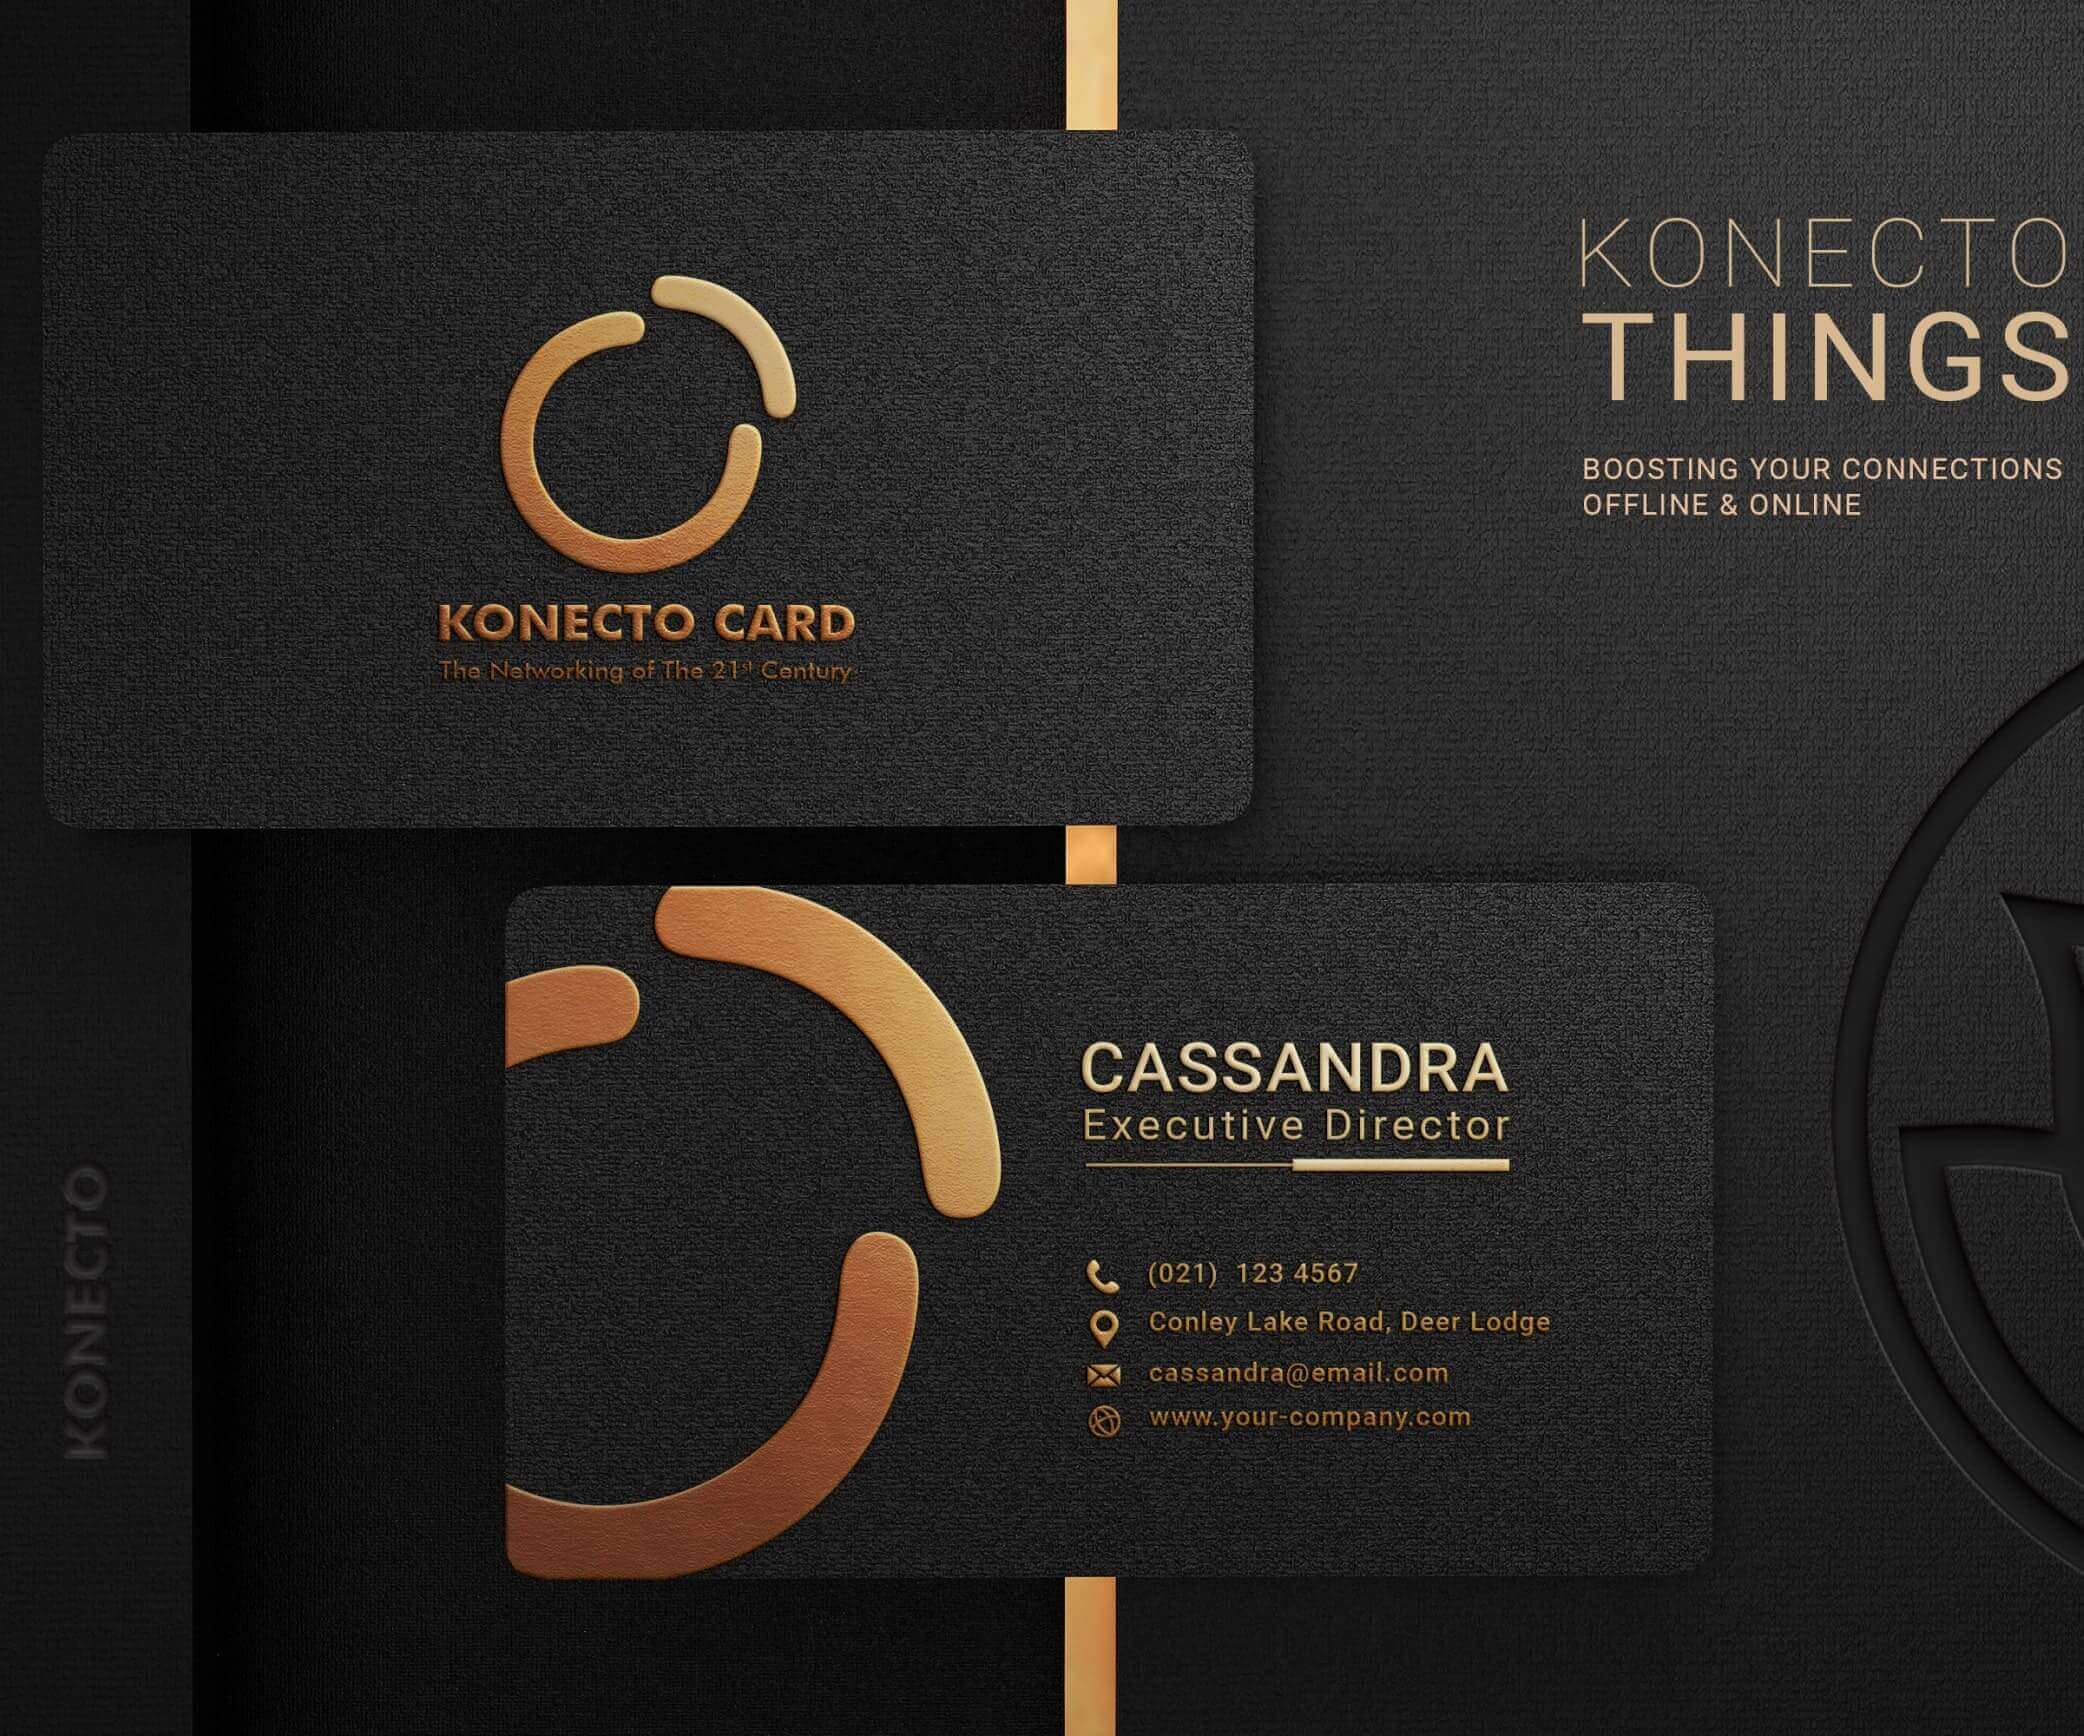 KONECTO
THINGS
BOOSTING YOUR CONNECTIONS
OFFLINE & ONLINE
KONECTO CARD
The Networking of The 21st Century
CASSANDRA
Executive Director
(021) 123 4567
Conley Lake Road, Deer Lodge
cassandra@email.com
www.your-company.com
KONECTO